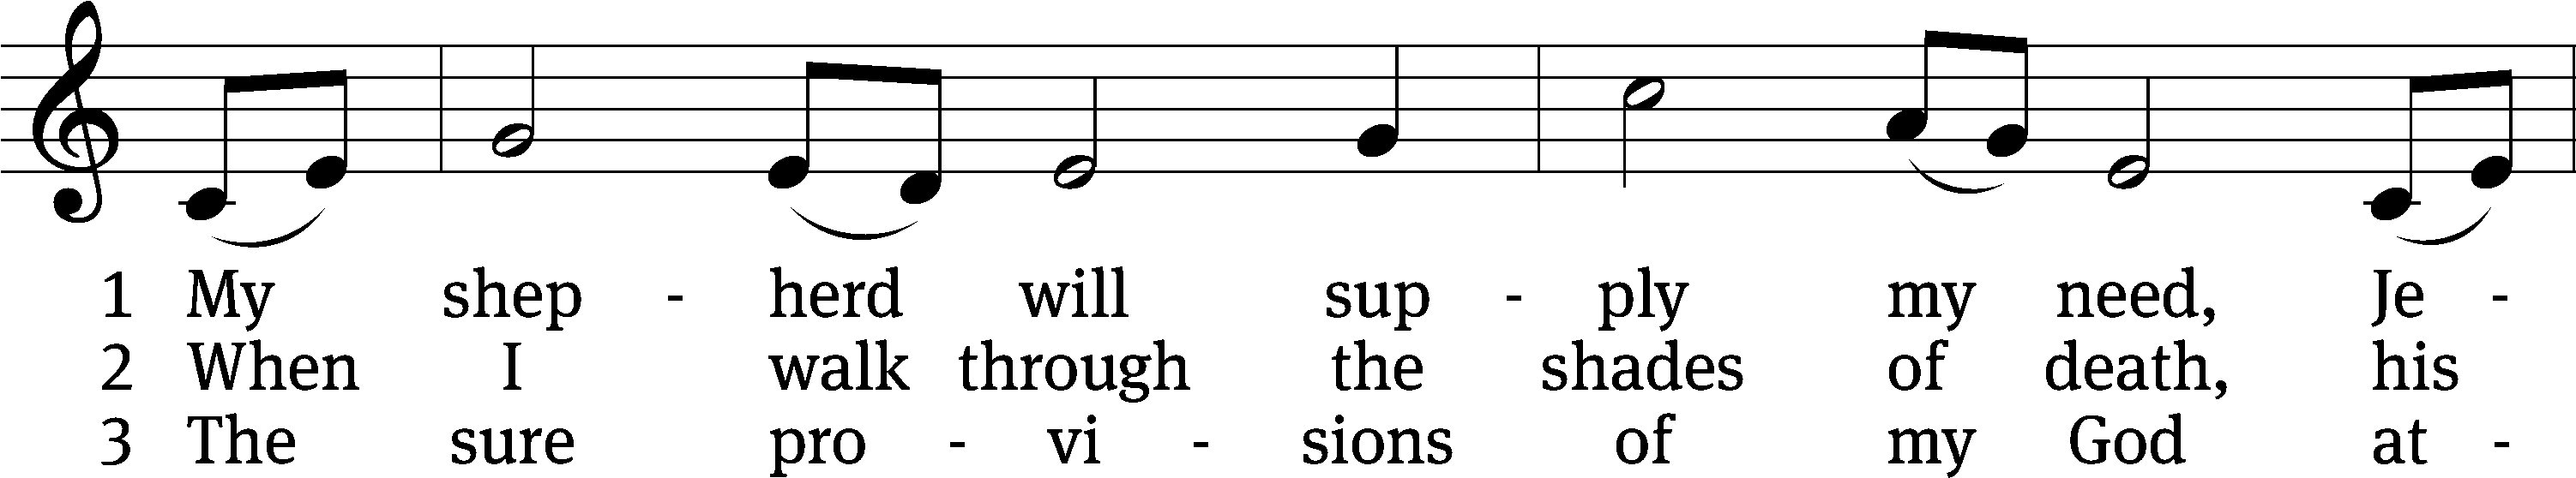 1 My shep - herd will sup - ply my need, Je -
2 When I walk through the shades of death, his
3 The sure pro - vi - sions of my God at -